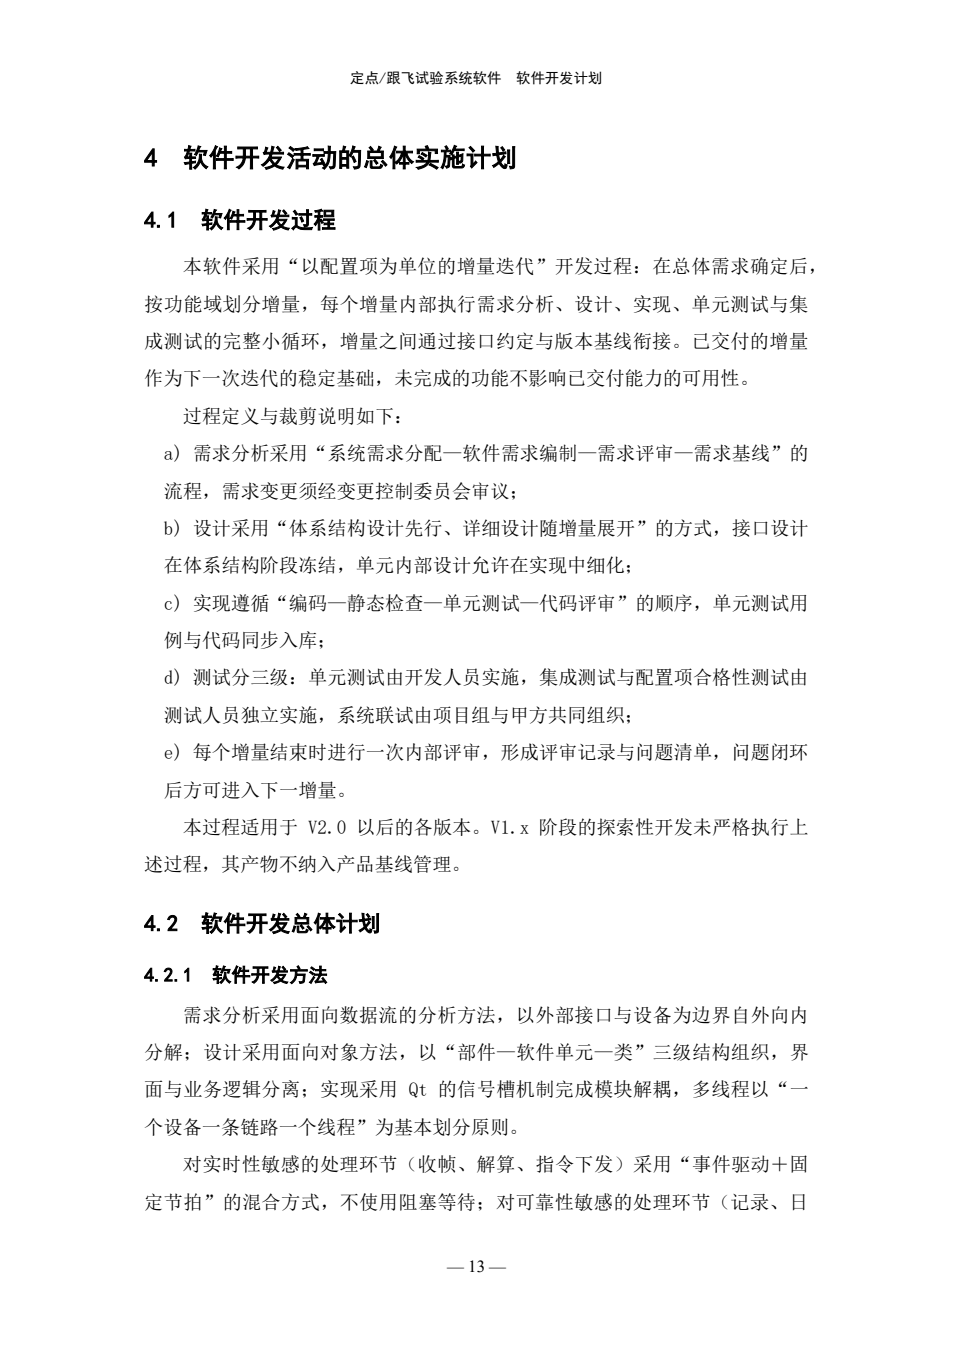 定点/跟飞试验系统软件　软件开发计划
4　软件开发活动的总体实施计划
4.1　软件开发过程
本软件采用“以配置项为单位的增量迭代”开发过程：在总体需求确定后，
按功能域划分增量，每个增量内部执行需求分析、设计、实现、单元测试与集
成测试的完整小循环，增量之间通过接口约定与版本基线衔接。已交付的增量
作为下一次迭代的稳定基础，未完成的功能不影响已交付能力的可用性。
过程定义与裁剪说明如下：
a）需求分析采用“系统需求分配—软件需求编制—需求评审—需求基线”的
流程，需求变更须经变更控制委员会审议；
b）设计采用“体系结构设计先行、详细设计随增量展开”的方式，接口设计
在体系结构阶段冻结，单元内部设计允许在实现中细化；
c）实现遵循“编码—静态检查—单元测试—代码评审”的顺序，单元测试用
例与代码同步入库；
d）测试分三级：单元测试由开发人员实施，集成测试与配置项合格性测试由
测试人员独立实施，系统联试由项目组与甲方共同组织；
e）每个增量结束时进行一次内部评审，形成评审记录与问题清单，问题闭环
后方可进入下一增量。
本过程适用于 V2.0 以后的各版本。V1.x 阶段的探索性开发未严格执行上
述过程，其产物不纳入产品基线管理。
4.2　软件开发总体计划
4.2.1　软件开发方法
需求分析采用面向数据流的分析方法，以外部接口与设备为边界自外向内
分解；设计采用面向对象方法，以“部件—软件单元—类”三级结构组织，界
面与业务逻辑分离；实现采用 Qt 的信号槽机制完成模块解耦，多线程以“一
个设备一条链路一个线程”为基本划分原则。
对实时性敏感的处理环节（收帧、解算、指令下发）采用“事件驱动＋固
定节拍”的混合方式，不使用阻塞等待；对可靠性敏感的处理环节（记录、日
— 13 —